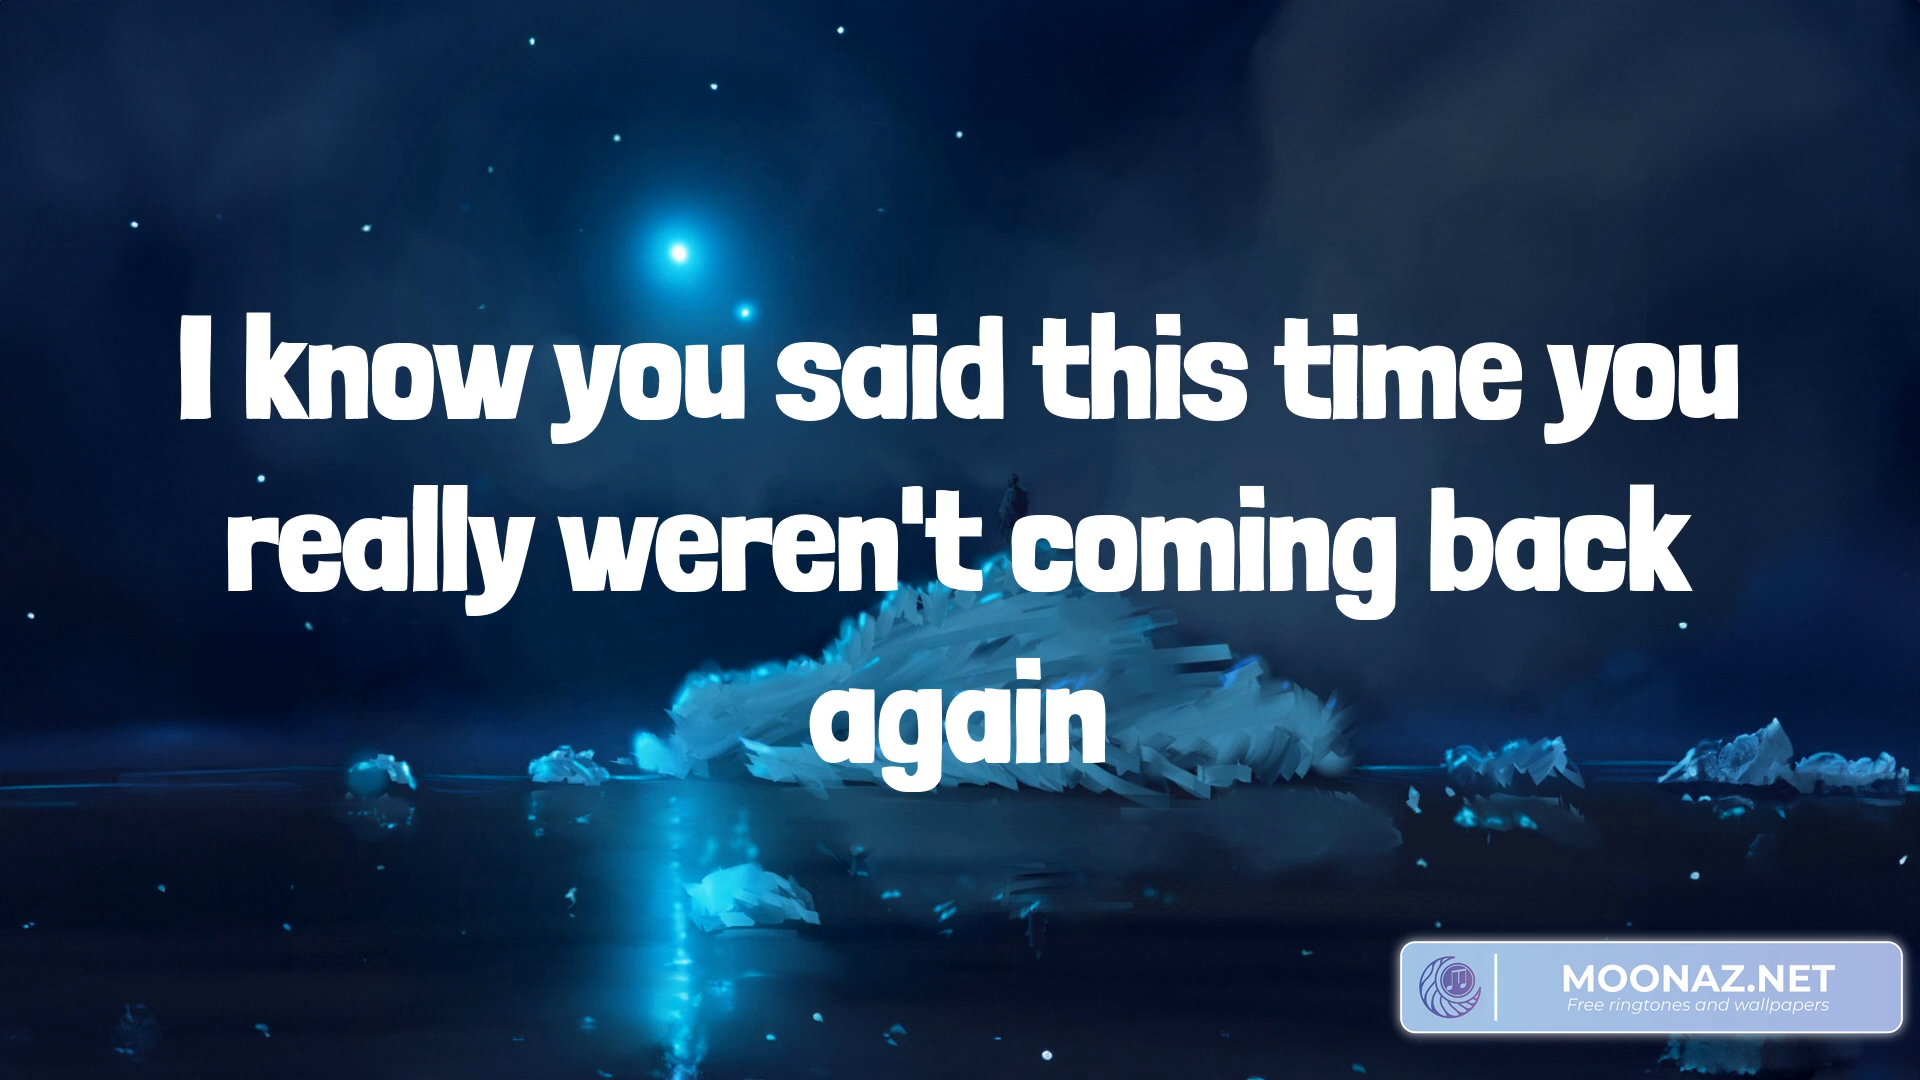 I know you said this time you
really weren't coming back
again
MOONAZ.NET
Free ringtones and wallpapers